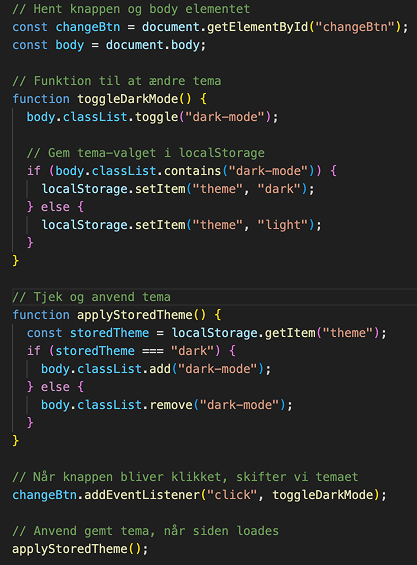 // Hent knappen og body elementet
const changeBtn = document.getElementById("changeBtn");
const body = document.body;

// Funktion til at ændre tema
function toggleDarkMode() {
  body.classList.toggle("dark-mode");

  // Gem tema-valget i localStorage
  if (body.classList.contains("dark-mode")) {
    localStorage.setItem("theme", "dark");
  } else {
    localStorage.setItem("theme", "light");
  }
}

// Tjek og anvend tema
function applyStoredTheme() {
  const storedTheme = localStorage.getItem("theme");
  if (storedTheme === "dark") {
    body.classList.add("dark-mode");
  } else {
    body.classList.remove("dark-mode");
  }
}

// Når knappen bliver klikket, skifter vi temaet
changeBtn.addEventListener("click", toggleDarkMode);

// Anvend gemt tema, når siden loades
applyStoredTheme();